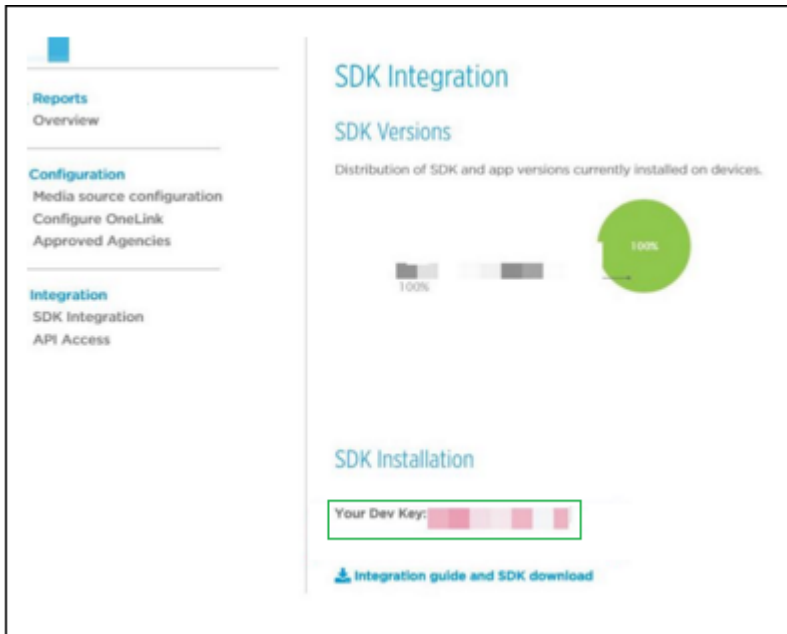 Reports
Overview
Configuration
Media source configuration
Configure OneLink
Approved Agencies
Integration
SDK Integration
API Access
SDK Integration
SDK Versions
Distribution of SDK and app versions currently installed on devices.
100%
100%
SDK Installation
Your Dev Key:
Integration guide and SDK download